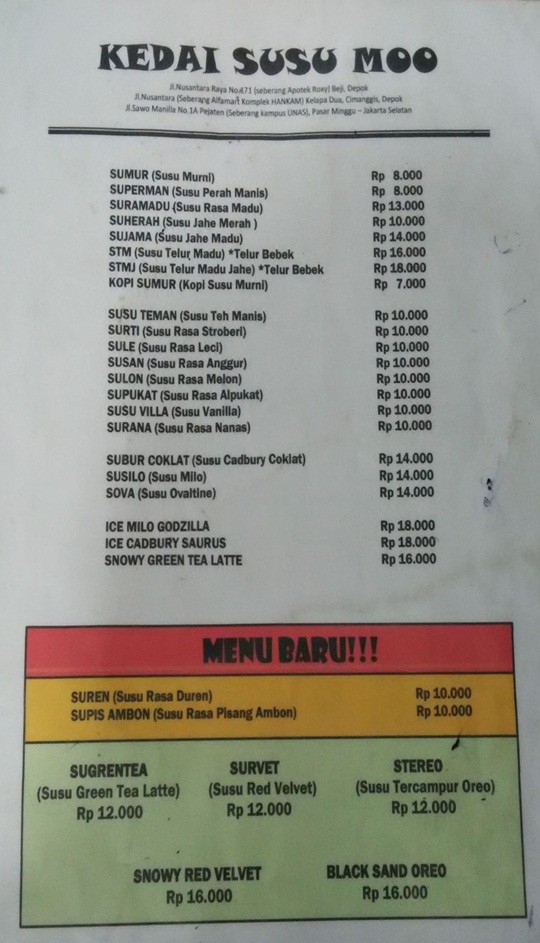 KEDAI SUSU MOO
Jl.Nusantara Raya No.471 (seberang Apotek Roxy) Beji, Depok
Jl.Nusantara (Seberang Alfamart Komplek HANKAM) Kelapa Dua, Cimanggis, Depok
Jl.Sawo Manilla No.1A Pejaten (Seberang kampus UNAS), Pasar Minggu – Jakarta Selatan
SUMUR (Susu Murni) Rp 8.000
SUPERMAN (Susu Perah Manis) Rp 8.000
SURAMADU (Susu Rasa Madu) Rp 13.000
SUHERAH (Susu Jahe Merah ) Rp 10.000
SUJAMA (Susu Jahe Madu) Rp 14.000
STM (Susu Telur Madu) *Telur Bebek Rp 16.000
STMJ (Susu Telur Madu Jahe) *Telur Bebek Rp 18.000
KOPI SUMUR (Kopi Susu Murni) Rp 7.000
SUSU TEMAN (Susu Teh Manis) Rp 10.000
SURTI (Susu Rasa Stroberi) Rp 10.000
SULE (Susu Rasa Leci) Rp 10.000
SUSAN (Susu Rasa Anggur) Rp 10.000
SULON (Susu Rasa Melon) Rp 10.000
SUPUKAT (Susu Rasa Alpukat) Rp 10.000
SUSU VILLA (Susu Vanilla) Rp 10.000
SURANA (Susu Rasa Nanas) Rp 10.000
SUBUR COKLAT (Susu Cadbury Coklat) Rp 14.000
SUSILO (Susu Milo) Rp 14.000
SOVA (Susu Ovaltine) Rp 14.000
ICE MILO GODZILLA Rp 18.000
ICE CADBURY SAURUS Rp 18.000
SNOWY GREEN TEA LATTE Rp 16.000
MENU BARU!!!
SUREN (Susu Rasa Duren) Rp 10.000
SUPIS AMBON (Susu Rasa Pisang Ambon) Rp 10.000
SUGRENTEA SURVET STEREO
(Susu Green Tea Latte) (Susu Red Velvet) (Susu Tercampur Oreo)
Rp 12.000 Rp 12.000 Rp 12.000
SNOWY RED VELVET BLACK SAND OREO
Rp 16.000 Rp 16.000